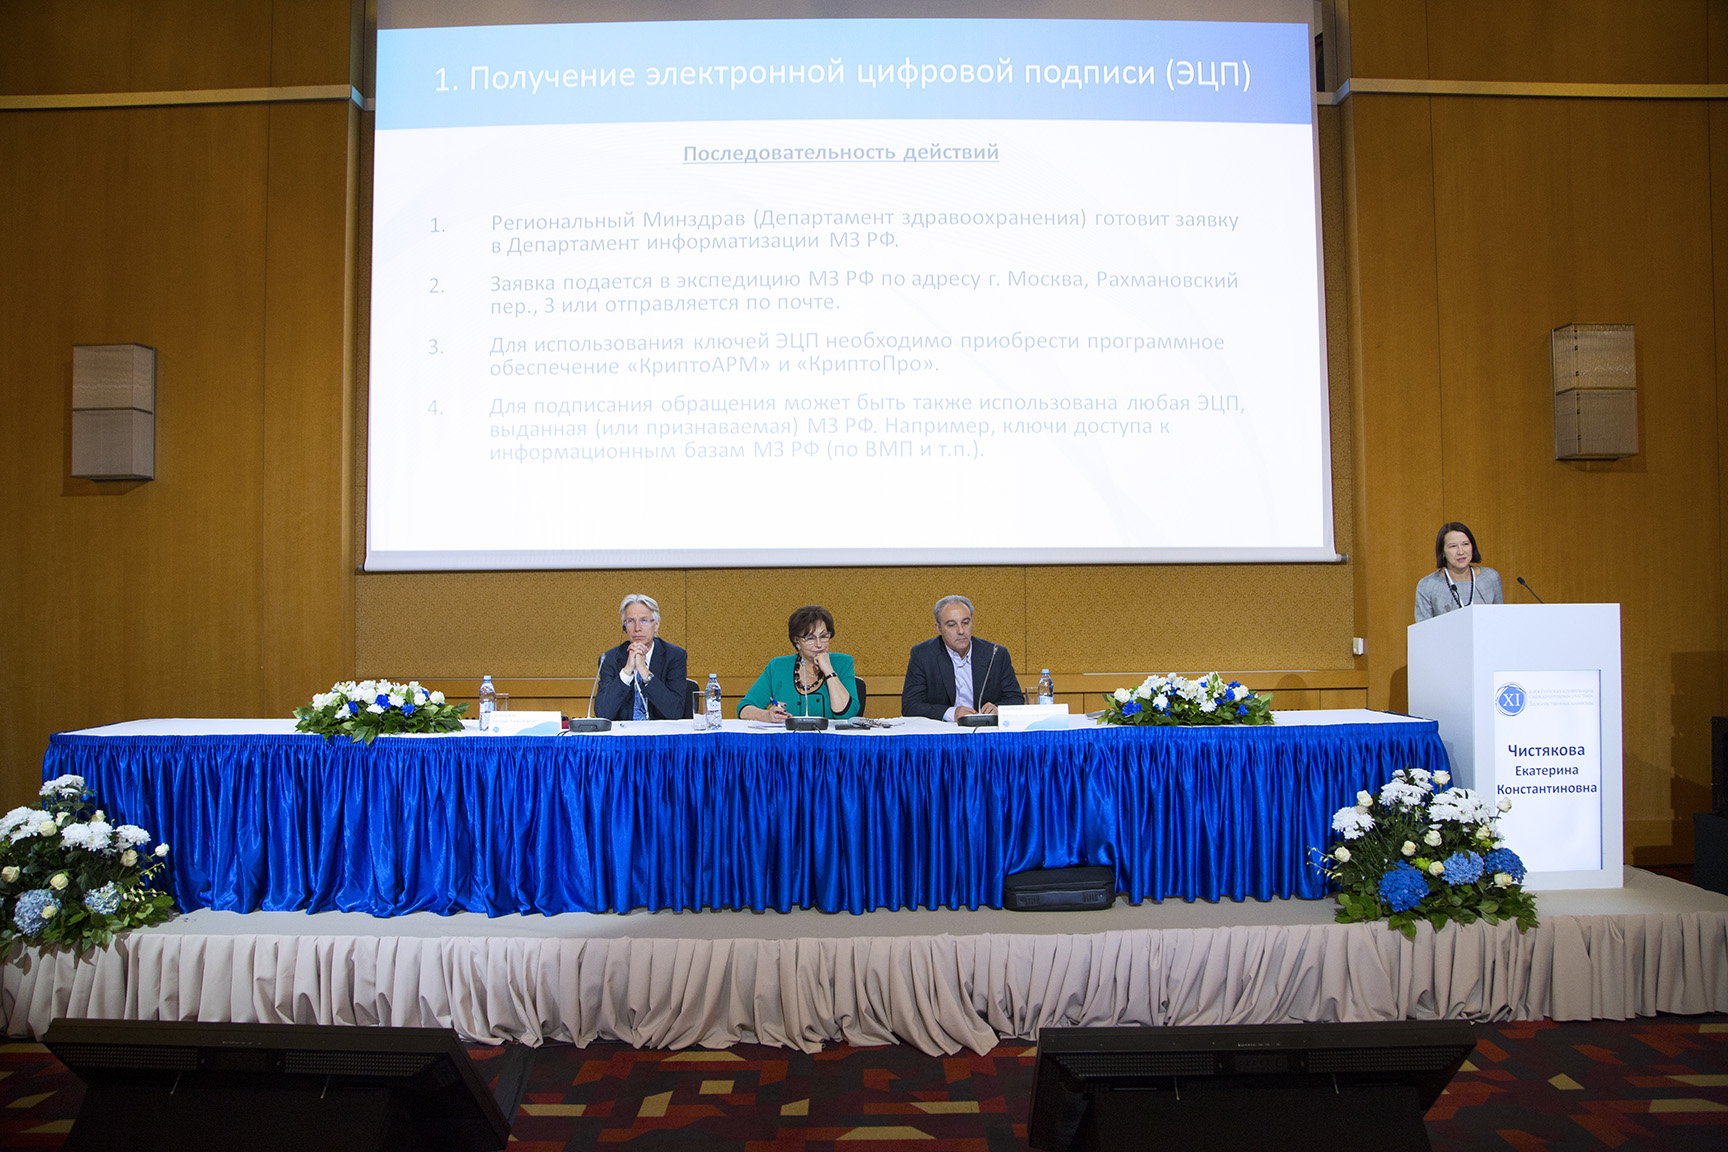 1. Получение электронной цифровой подписи (ЭЦП)
Последовательность действий
1. Региональный Минздрав (Департамент здравоохранения) готовит заявку
в Департамент информатизации МЗ РФ.
2. Заявка подается в экспедицию МЗ РФ по адресу г. Москва, Рахмановский
пер., 3 или отправляется по почте.
3. Для использования ключей ЭЦП необходимо приобрести программное
обеспечение «КриптоАРМ» и «КриптоПро».
4. Для подписания обращения может быть также использована любая ЭЦП,
выданная (или признаваемая) МЗ РФ. Например, ключи доступа к
информационным базам МЗ РФ (по ВМП и т.п.).
XI
Чистякова
Екатерина
Константиновна